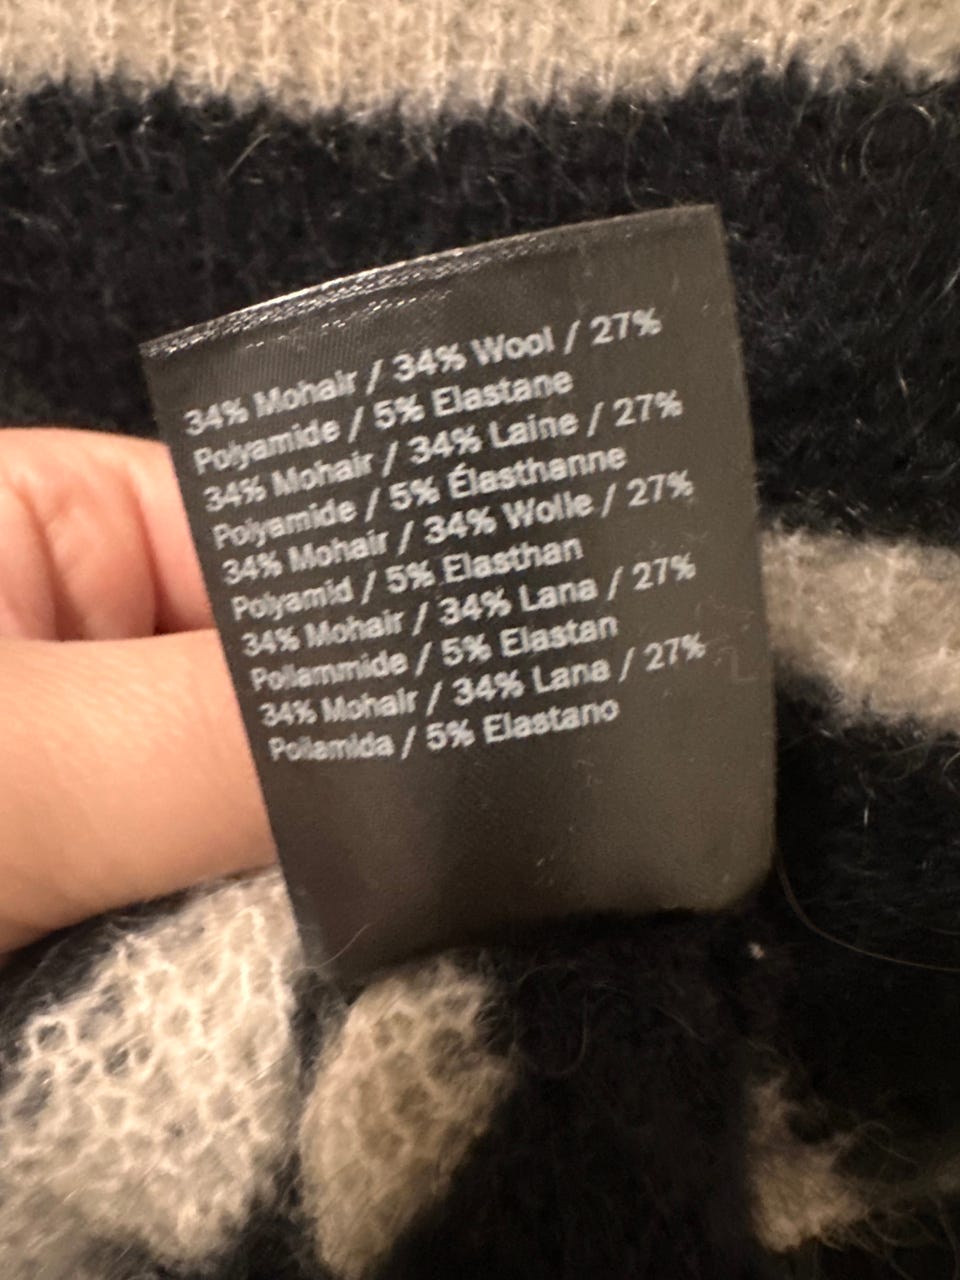 34% Mohair / 34% Wool / 27%
Polyamide / 5% Elastane
34% Mohair / 34% Laine / 27%
Polyamide / 5% Élasthanne
34% Mohair / 34% Wolle / 27%
Polyamid / 5% Elasthan
34% Mohair / 34% Lana / 27%
Poliammide / 5% Elastan
34% Mohair / 34% Lana / 27%
Poliamida / 5% Elastano